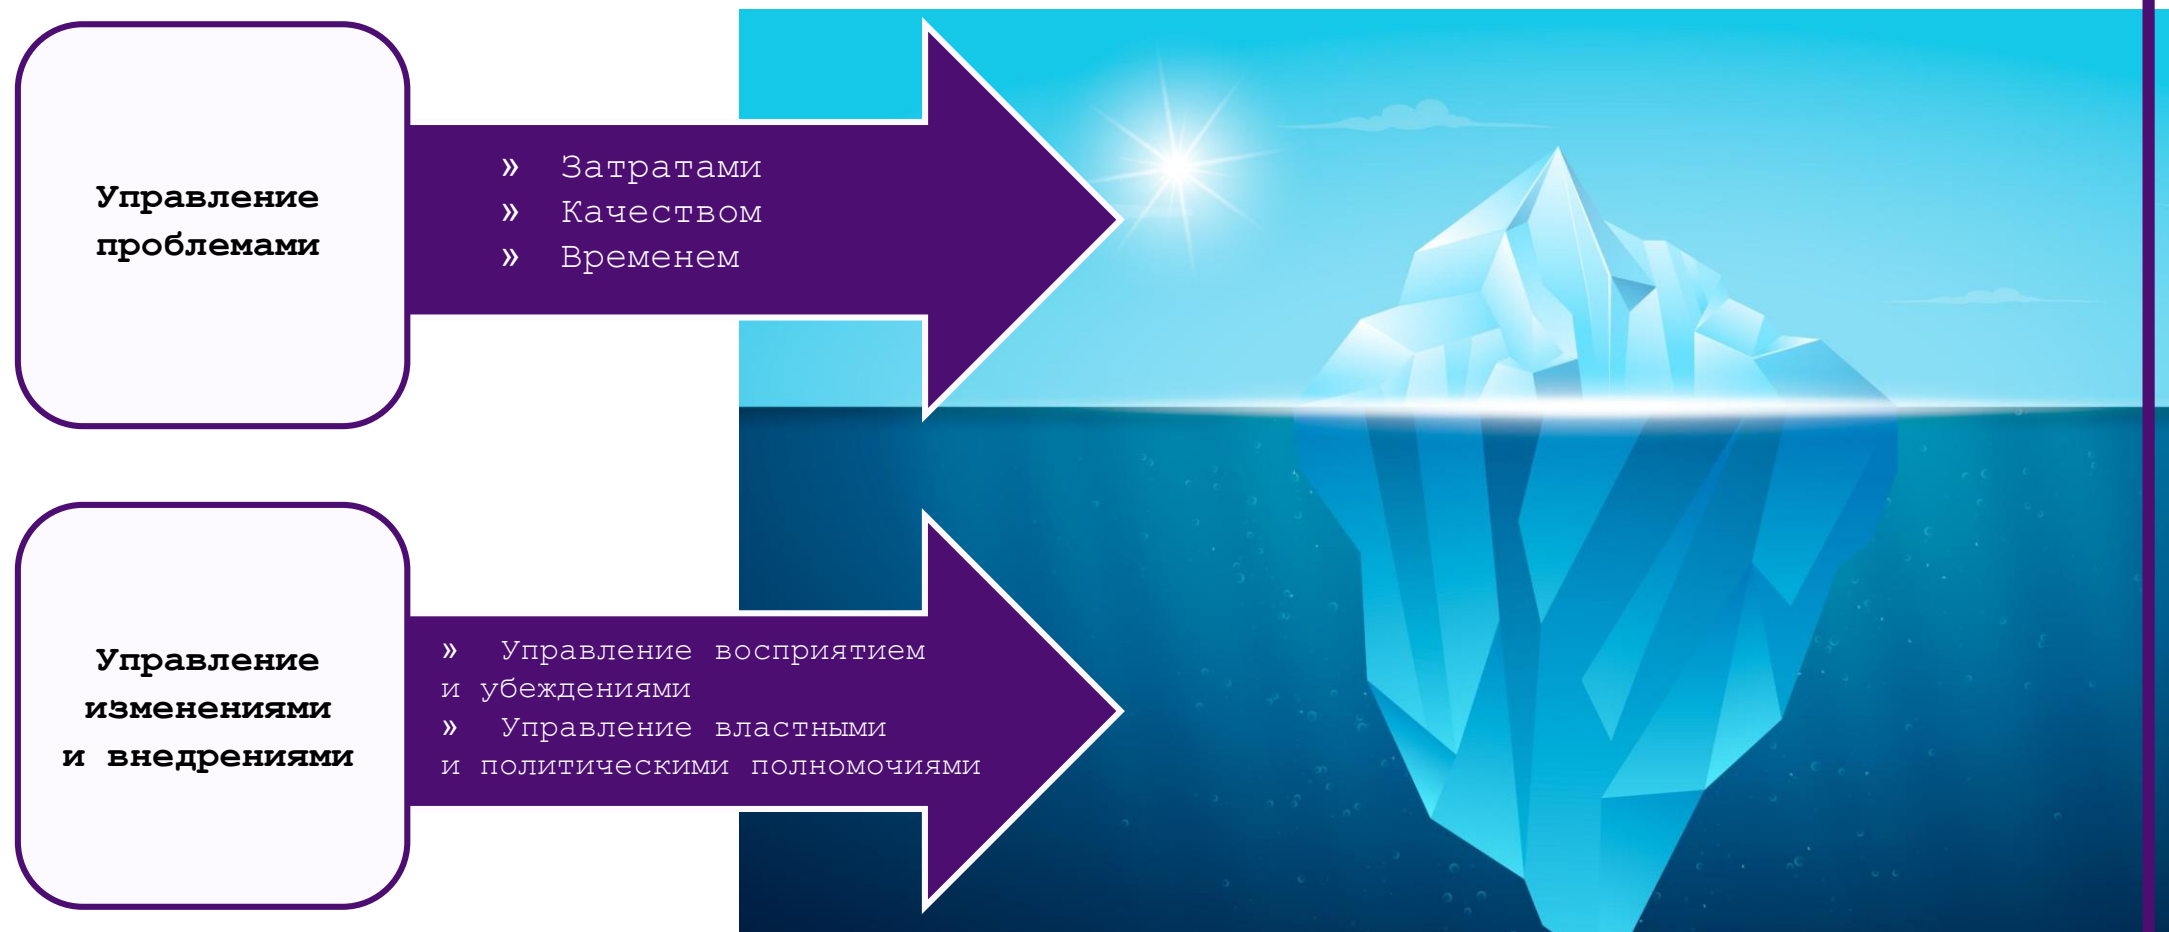 Управление
проблемами
» Затратами
» Качеством
» Временем
Управление
изменениями
и внедрениями
» Управление восприятием
и убеждениями
» Управление властными
и политическими полномочиями